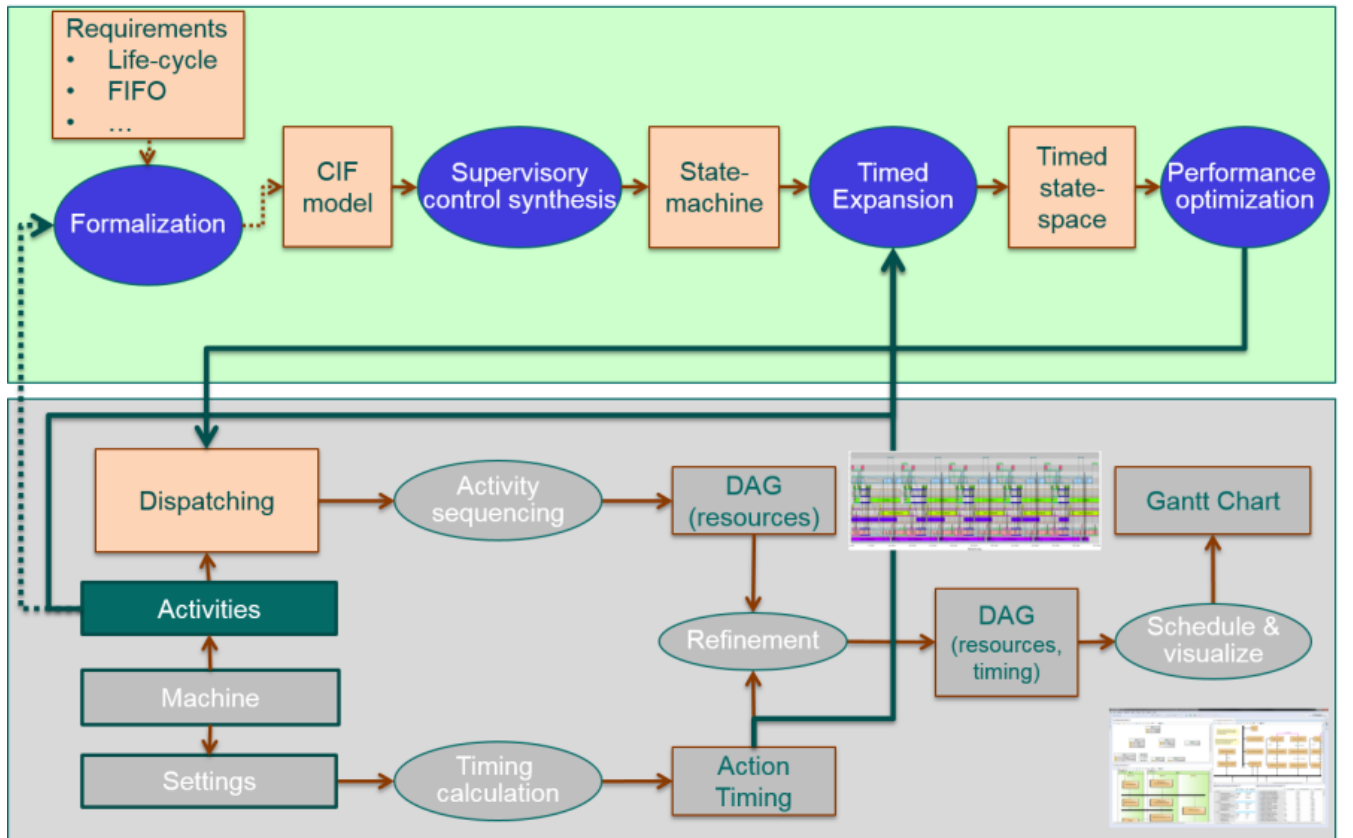 Requirements
• Life-cycle
• FIFO
• ...
Formalization
CIF
model
Supervisory
control synthesis
State-
machine
Timed
Expansion
Timed
state-
space
Performance
optimization
Dispatching
Activity
sequencing
DAG
(resources)
Gantt Chart
Activities
Refinement
DAG
(resources,
timing)
Schedule &
visualize
Machine
Settings
Timing
calculation
Action
Timing